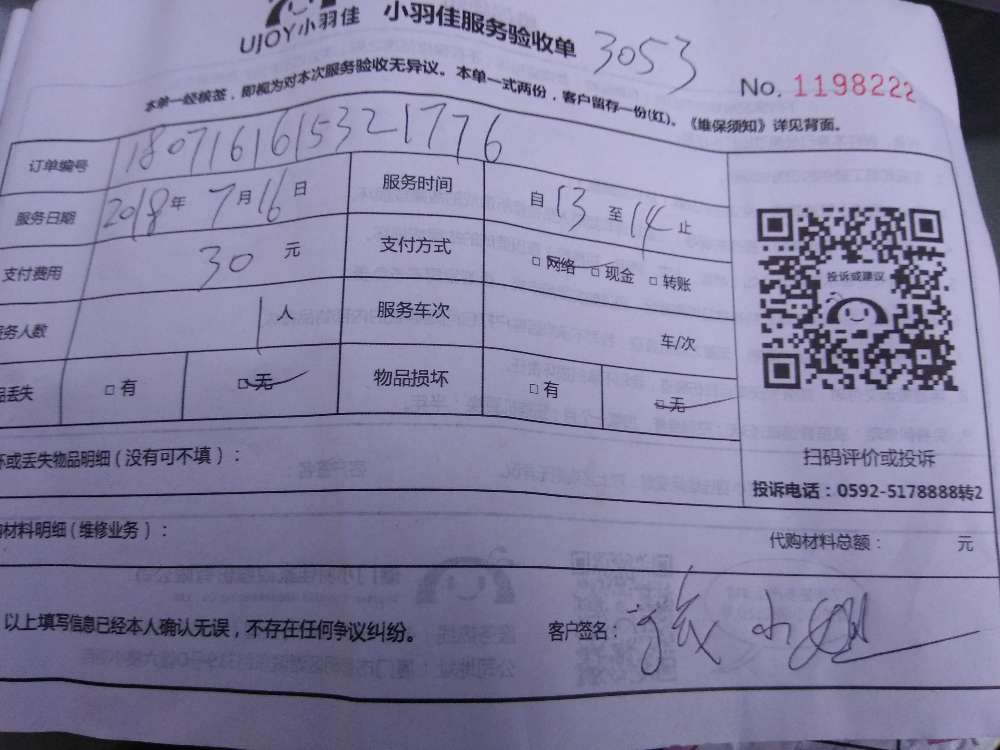 UJOY小羽佳 小羽佳服务验收单 3053
No. 1198222
本单一经核签，即视为对本次服务验收无异议。本单一式两份，客户留存一份(红)。《维保须知》详见背面。
订单编号 1807161615321776
服务日期 2018年7月16日 服务时间 自13至14止
支付费用 30元 支付方式 □网络 □现金 □转账
务人数 1人 服务车次 车/次
丢失 □有 □无 物品损坏 □有 □无
投诉或建议
扫码评价或投诉
投诉电话：0592-5178888转2
坏或丢失物品明细（没有可不填）：
购材料明细（维修业务）： 代购材料总额： 元
以上填写信息已经本人确认无误，不存在任何争议纠纷。 客户签名：